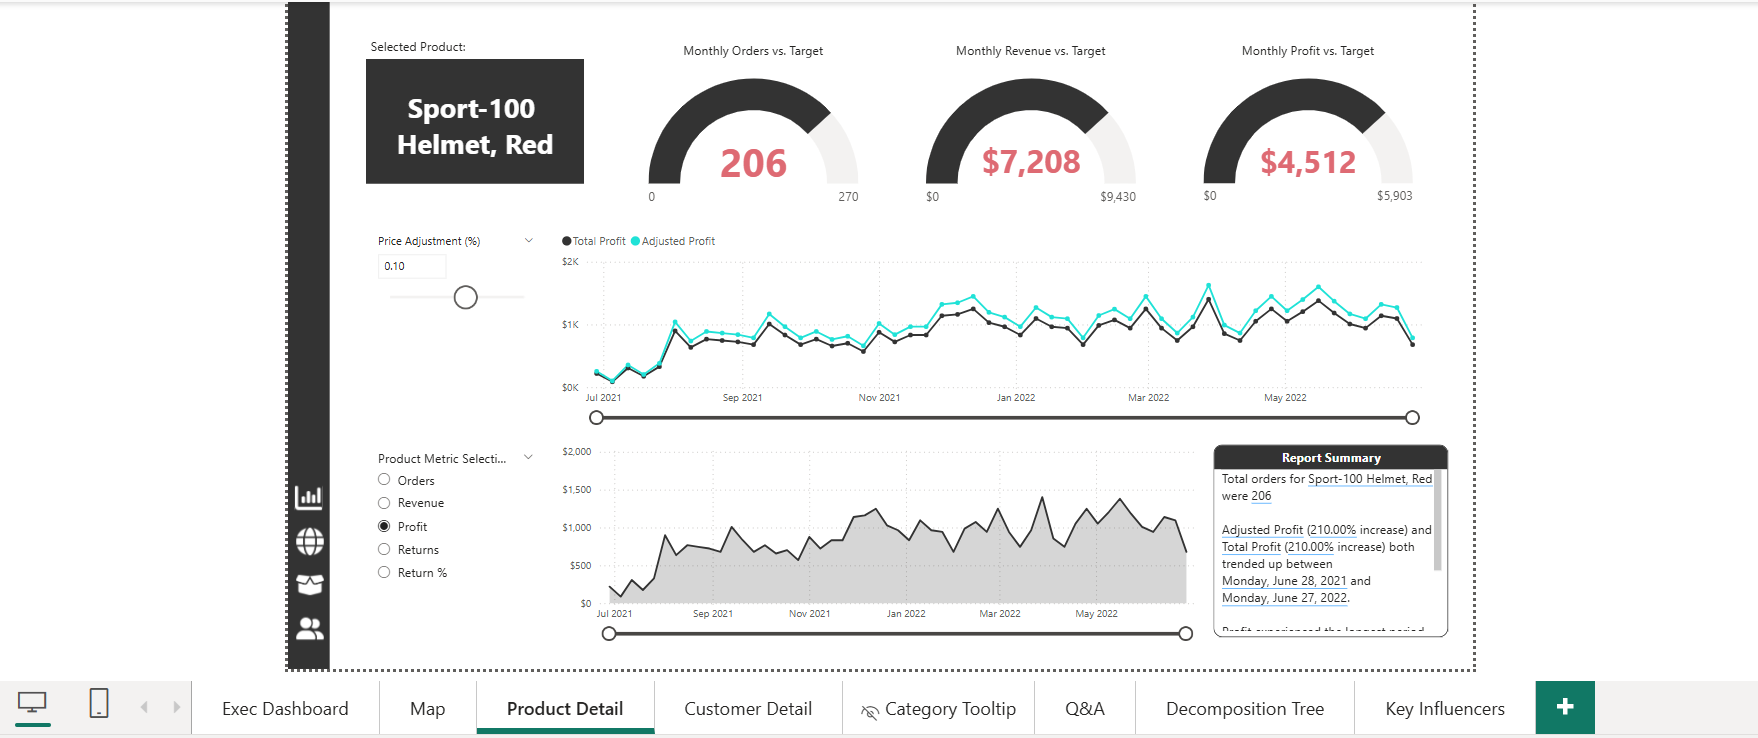 Selected Product:
Sport-100
Helmet, Red
Monthly Orders vs. Target
206
0
270
Monthly Revenue vs. Target
$7,208
$0
$9,430
Monthly Profit vs. Target
$4,512
$0
$5,903
Price Adjustment (%)
0.10
Total Profit Adjusted Profit
$2K
$1K
$0K
Jul 2021 Sep 2021 Nov 2021 Jan 2022 Mar 2022 May 2022
Product Metric Selecti...
Orders
Revenue
Profit
Returns
Return %
$2,000
$1,500
$1,000
$500
$0
Jul 2021 Sep 2021 Nov 2021 Jan 2022 Mar 2022 May 2022
Report Summary
Total orders for Sport-100 Helmet, Red
were 206
Adjusted Profit (210.00% increase) and
Total Profit (210.00% increase) both
trended up between
Monday, June 28, 2021 and
Monday, June 27, 2022.
Profit experienced the longest period
Exec Dashboard Map Product Detail Customer Detail Category Tooltip Q&A Decomposition Tree Key Influencers +